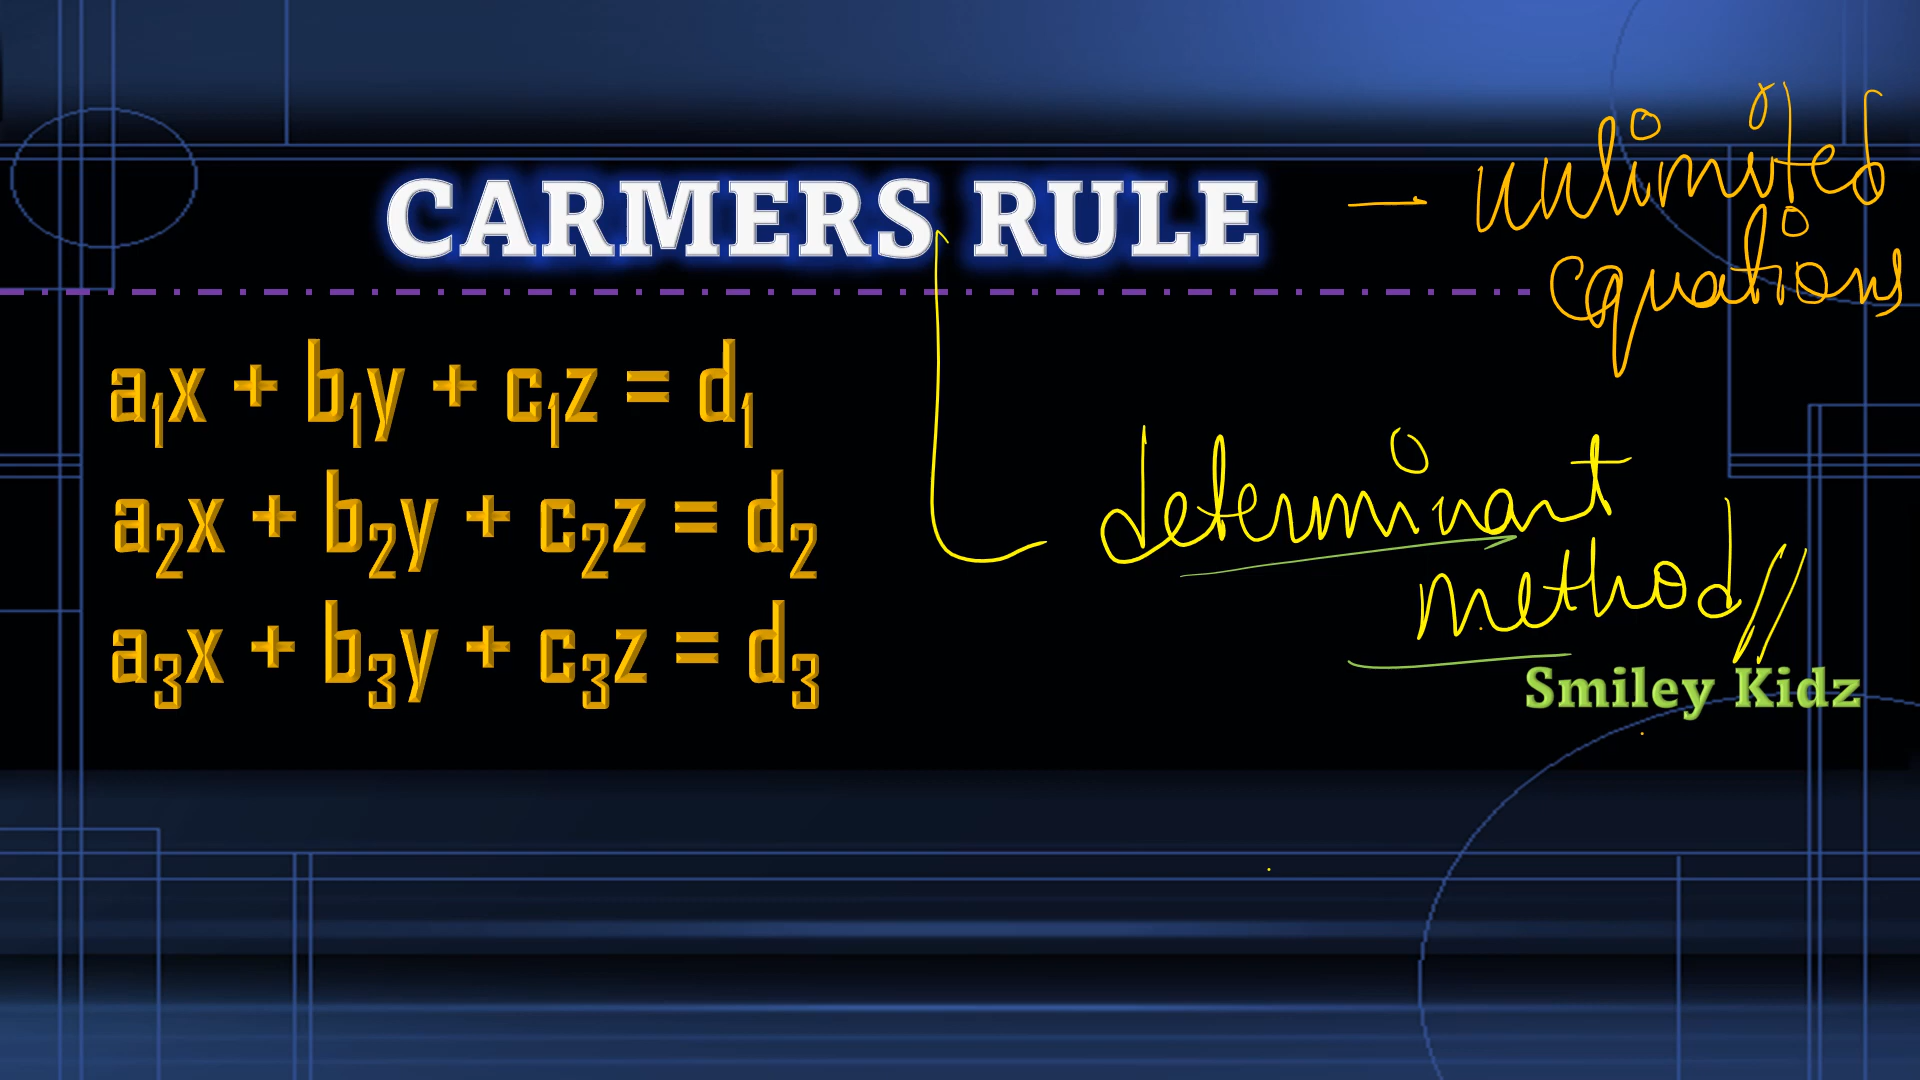 CARMERS RULE
— unlimited
equations
a₁x + b₁y + c₁z = d₁
a₂x + b₂y + c₂z = d₂
a₃x + b₃y + c₃z = d₃
determinant
method //
Smiley Kidz